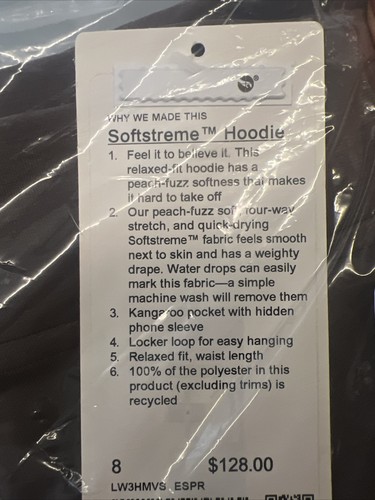 WHY WE MADE THIS
Softstreme™ Hoodie
1. Feel it to believe it. This
relaxed-fit hoodie has a
peach-fuzz softness that makes
it hard to take off
2. Our peach-fuzz soft, four-way
stretch, and quick-drying
Softstreme™ fabric feels smooth
next to skin and has a weighty
drape. Water drops can easily
mark this fabric—a simple
machine wash will remove them
3. Kangaroo pocket with hidden
phone sleeve
4. Locker loop for easy hanging
5. Relaxed fit, waist length
6. 100% of the polyester in this
product (excluding trims) is
recycled
8 $128.00
LW3HMVS ESPR